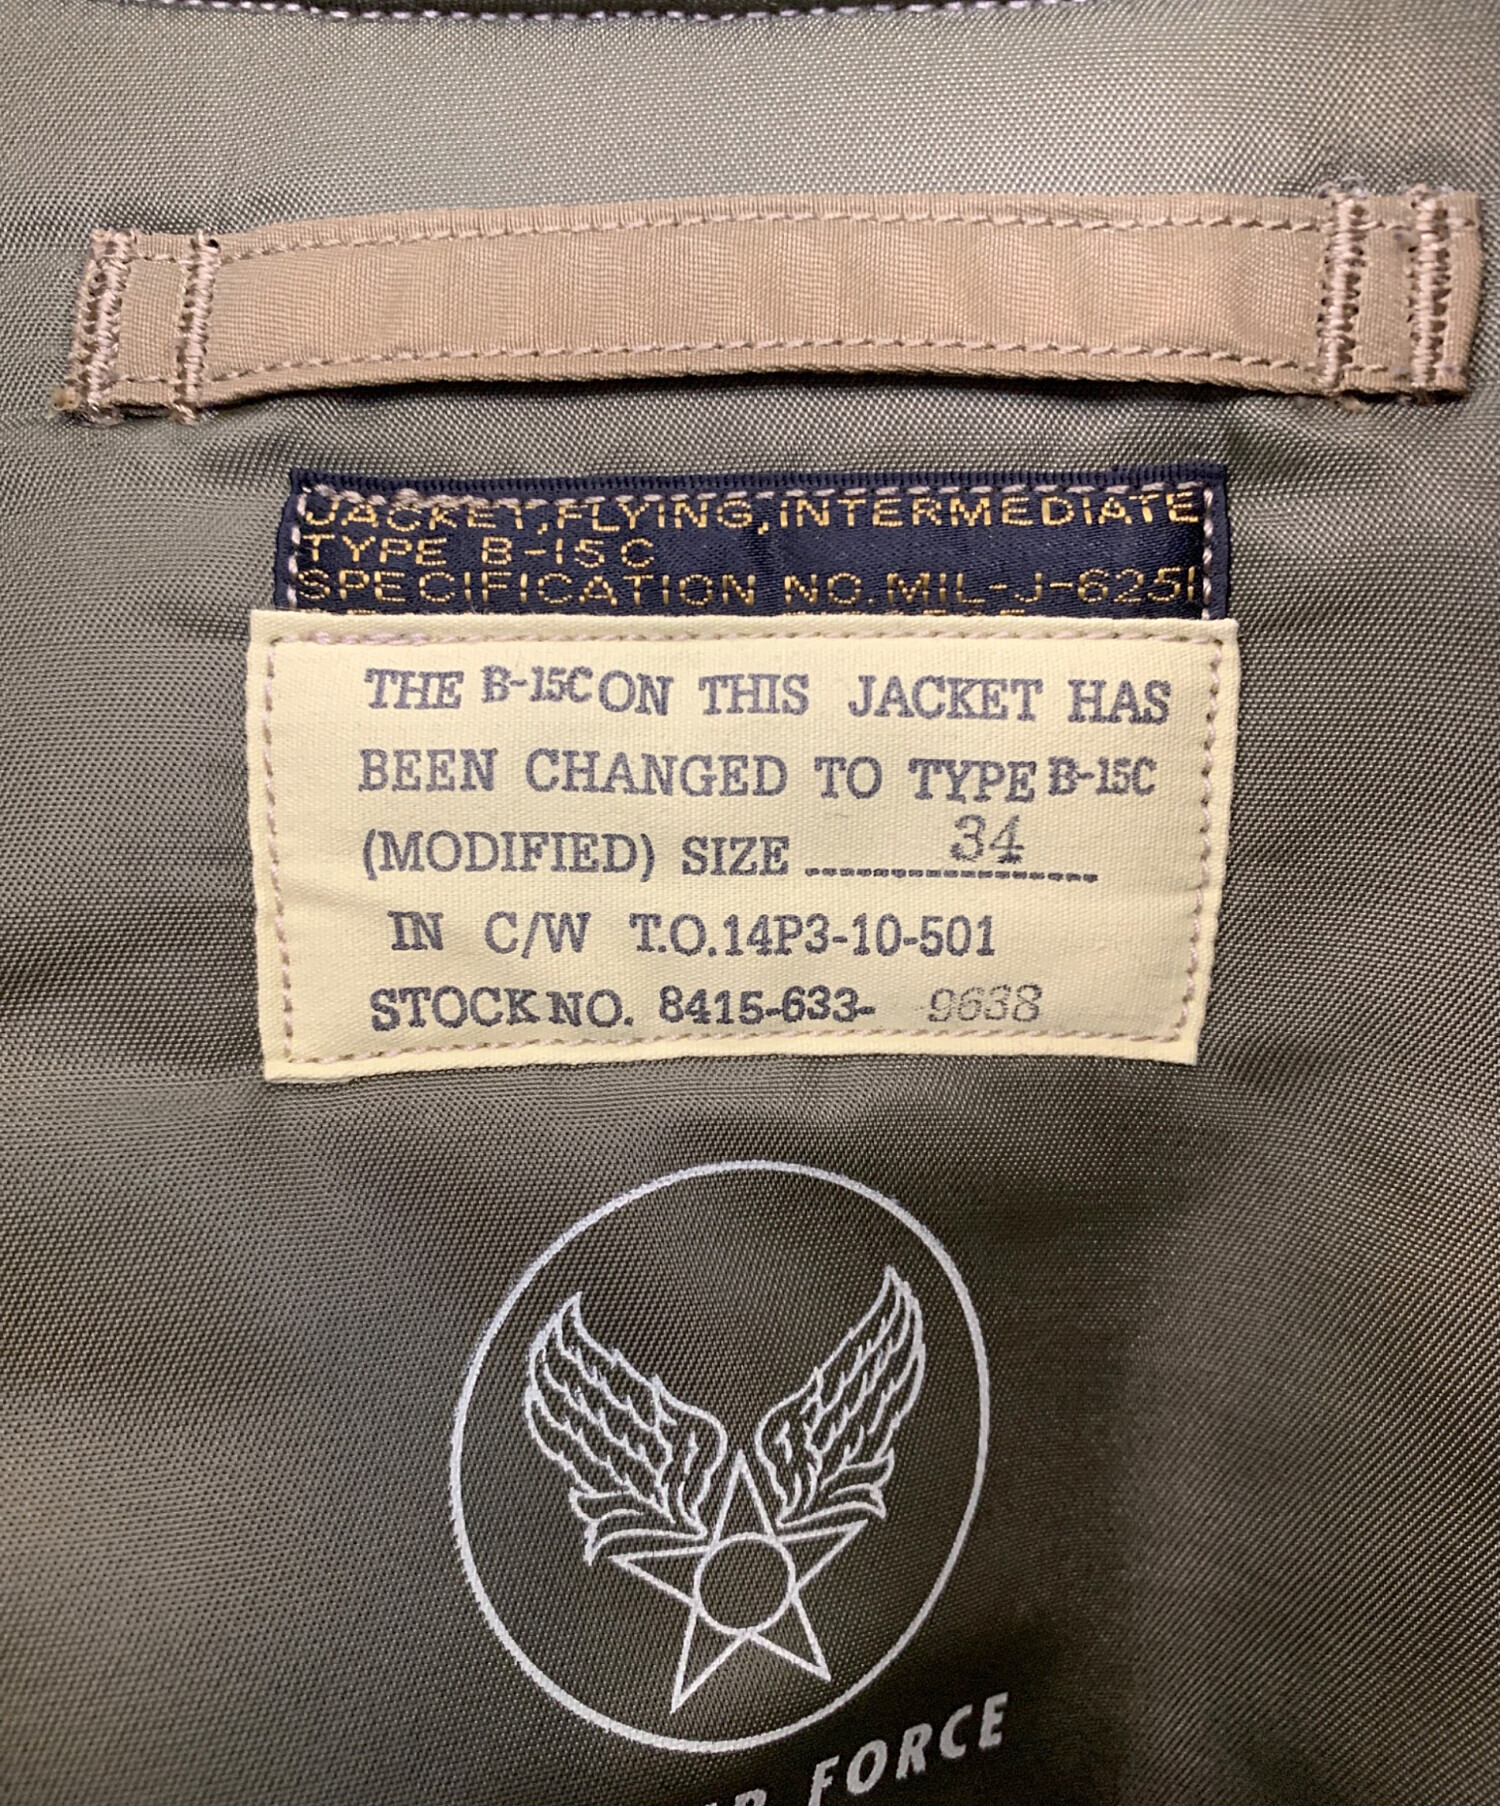 JACKET, FLYING, INTERMEDIATE
TYPE B-15C
SPECIFICATION NO. MIL-J-6251
THE B-15C ON THIS JACKET HAS
BEEN CHANGED TO TYPE B-15C
(MODIFIED) SIZE 34
IN C/W T.O.14P3-10-501
STOCK NO. 8415-633-9638
FORCE